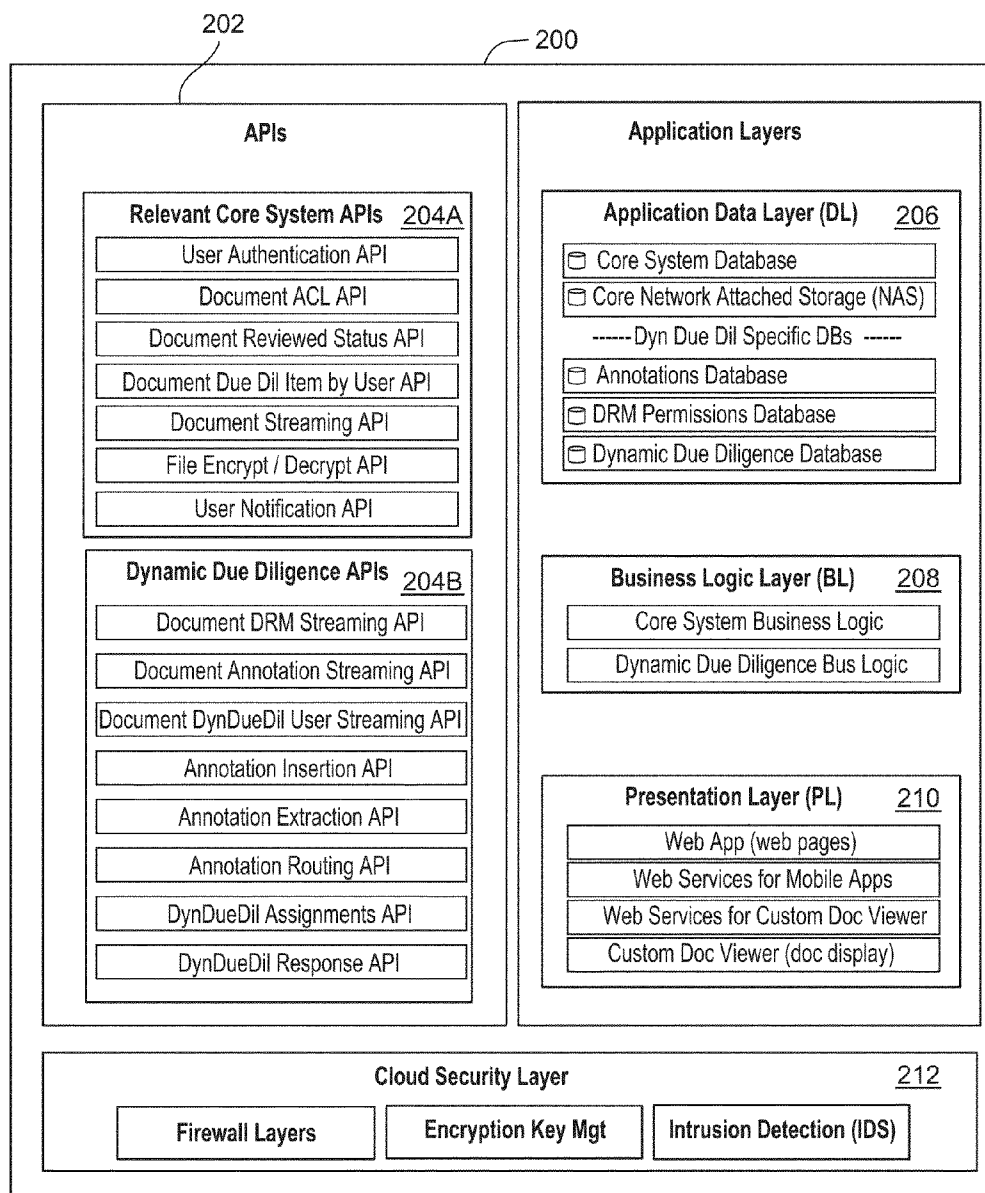 202
200
APIs
Relevant Core System APIs 204A
User Authentication API
Document ACL API
Document Reviewed Status API
Document Due Dil Item by User API
Document Streaming API
File Encrypt / Decrypt API
User Notification API
Dynamic Due Diligence APIs 204B
Document DRM Streaming API
Document Annotation Streaming API
Document DynDueDil User Streaming API
Annotation Insertion API
Annotation Extraction API
Annotation Routing API
DynDueDil Assignments API
DynDueDil Response API
Application Layers
Application Data Layer (DL) 206
Core System Database
Core Network Attached Storage (NAS)
------Dyn Due Dil Specific DBs ------
Annotations Database
DRM Permissions Database
Dynamic Due Diligence Database
Business Logic Layer (BL) 208
Core System Business Logic
Dynamic Due Diligence Bus Logic
Presentation Layer (PL) 210
Web App (web pages)
Web Services for Mobile Apps
Web Services for Custom Doc Viewer
Custom Doc Viewer (doc display)
Cloud Security Layer 212
Firewall Layers
Encryption Key Mgt
Intrusion Detection (IDS)